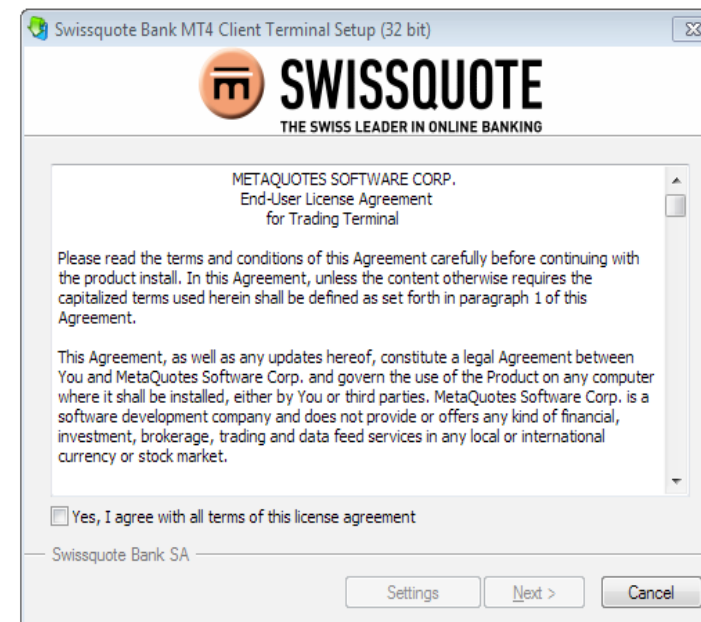 Swissquote Bank MT4 Client Terminal Setup (32 bit)
SWISSQUOTE
THE SWISS LEADER IN ONLINE BANKING
METAQUOTES SOFTWARE CORP.
End-User License Agreement
for Trading Terminal
Please read the terms and conditions of this Agreement carefully before continuing with
the product install. In this Agreement, unless the content otherwise requires the
capitalized terms used herein shall be defined as set forth in paragraph 1 of this
Agreement.
This Agreement, as well as any updates hereof, constitute a legal Agreement between
You and MetaQuotes Software Corp. and govern the use of the Product on any computer
where it shall be installed, either by You or third parties. MetaQuotes Software Corp. is a
software development company and does not provide or offers any kind of financial,
investment, brokerage, trading and data feed services in any local or international
currency or stock market.
Yes, I agree with all terms of this license agreement
Swissquote Bank SA
Settings
Next >
Cancel